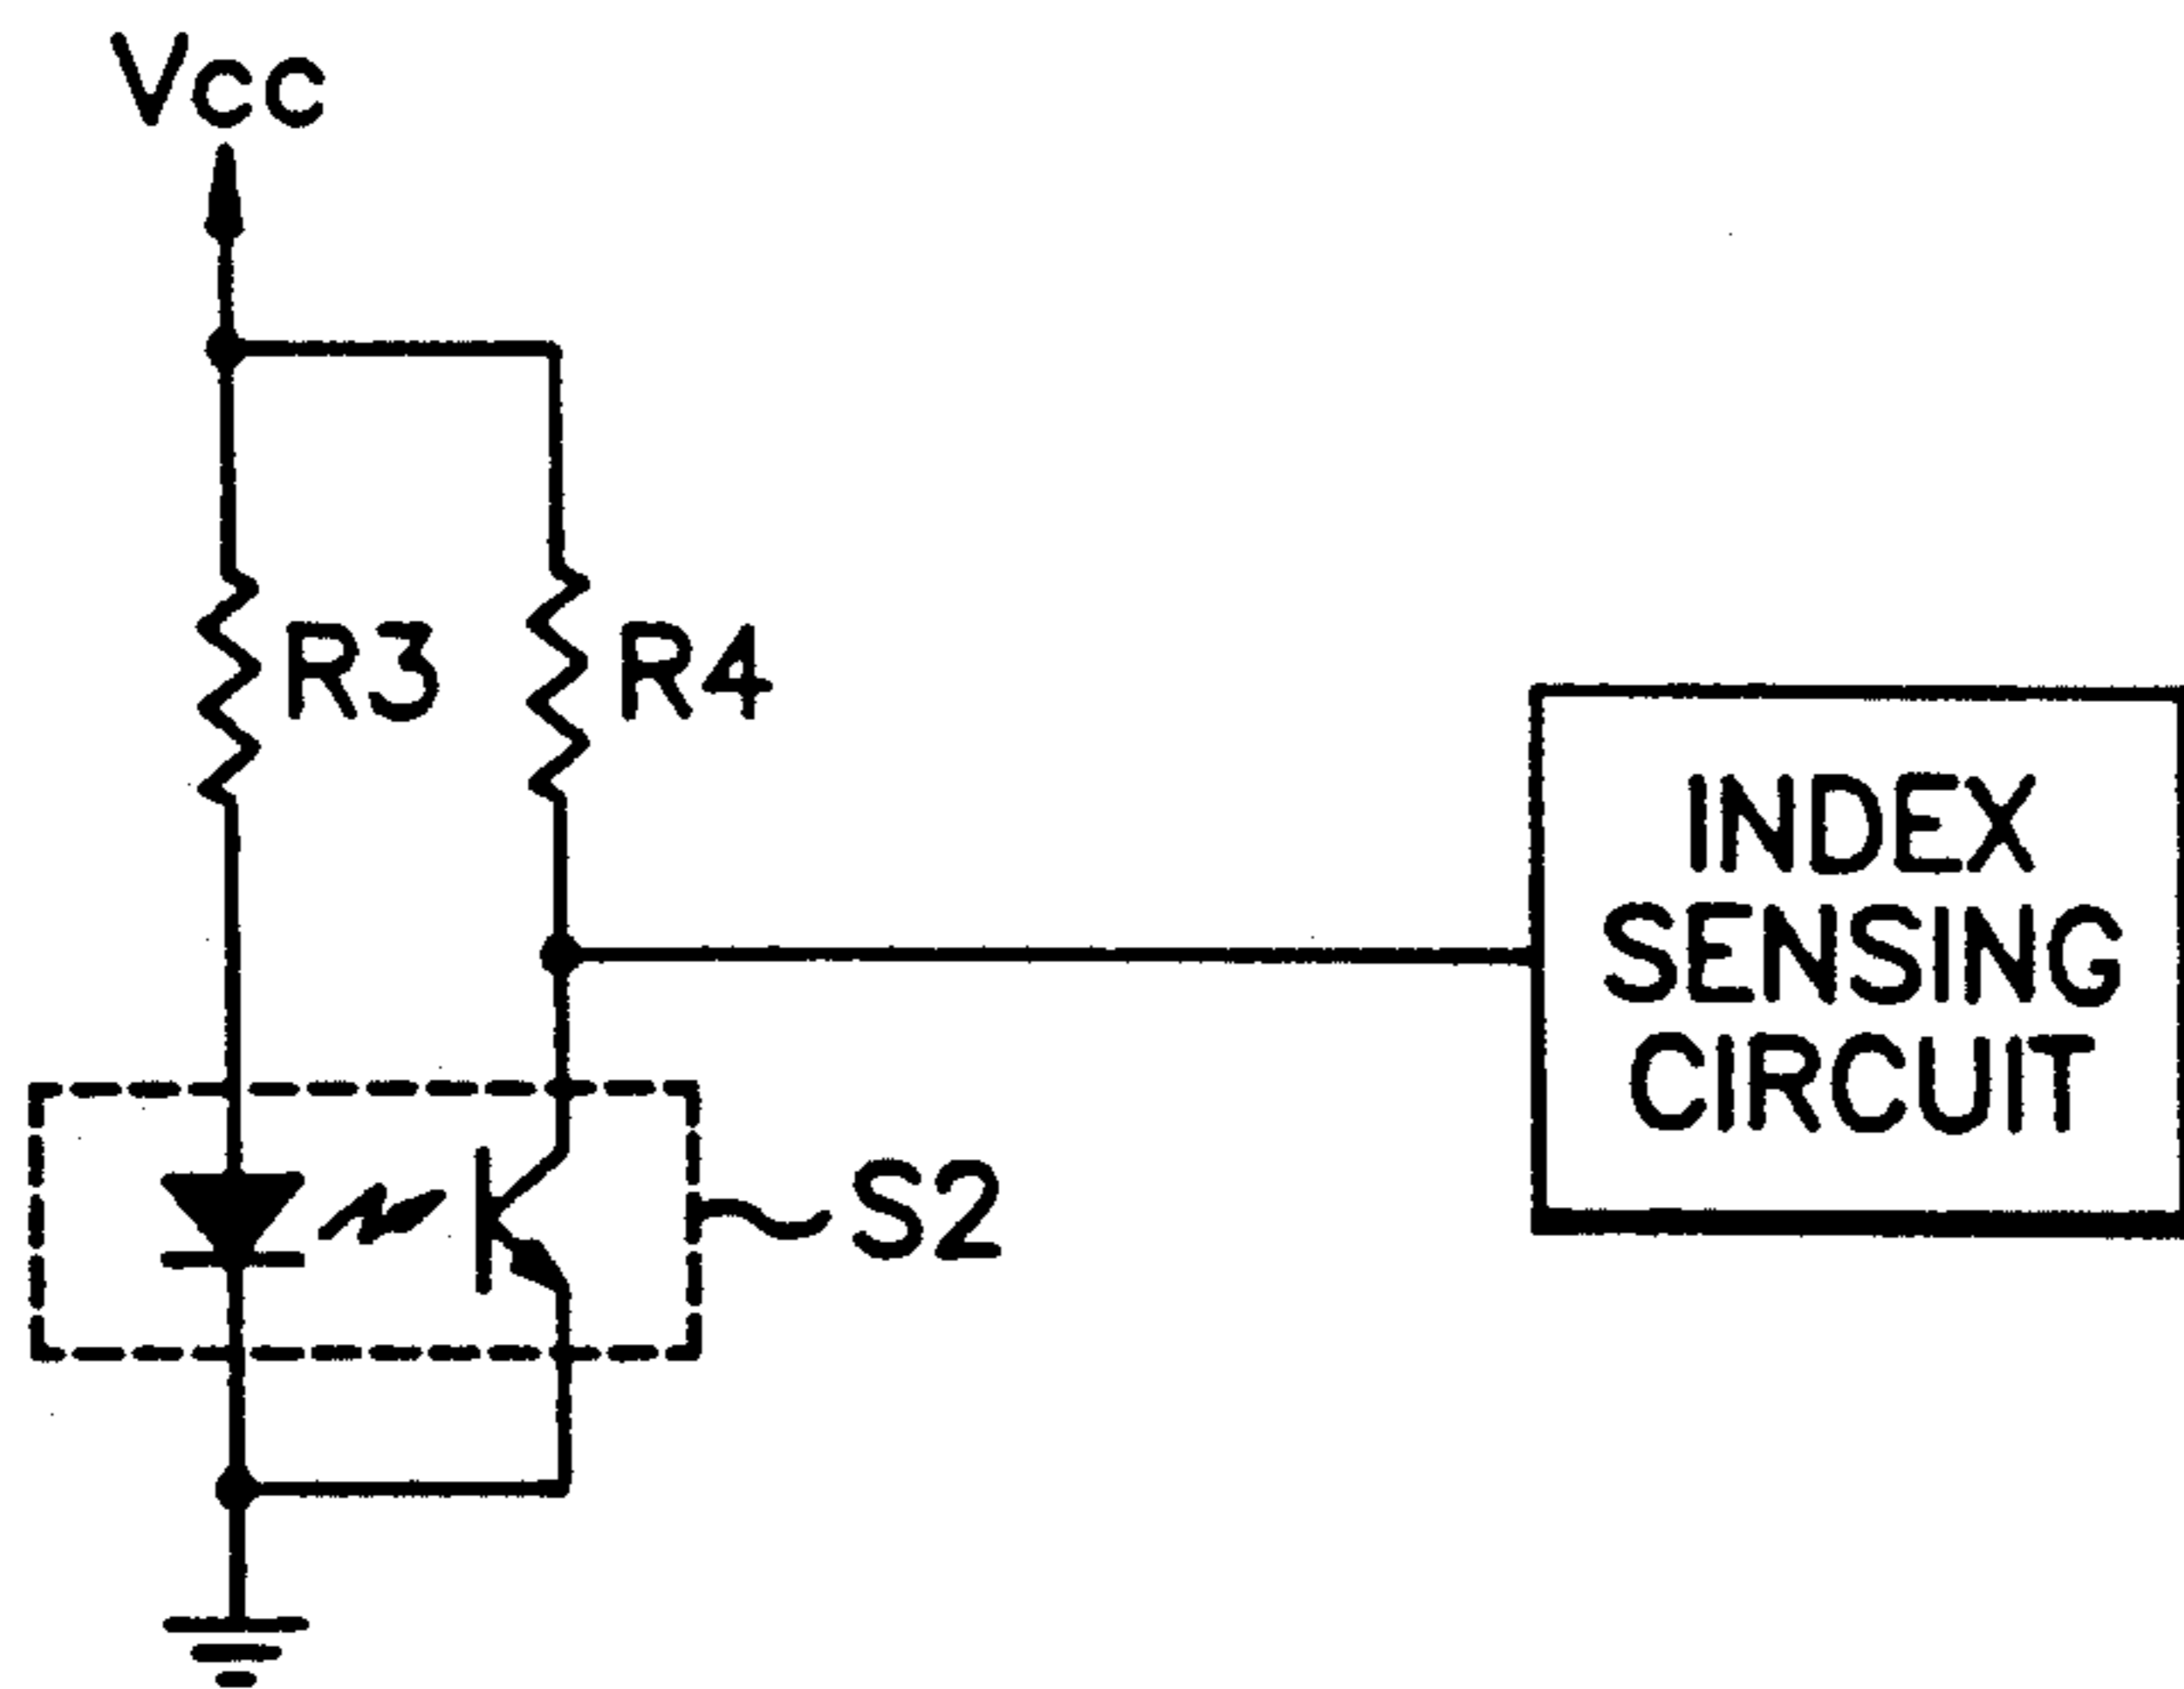 Vcc
R3
R4
INDEX
SENSING
CIRCUIT
S2